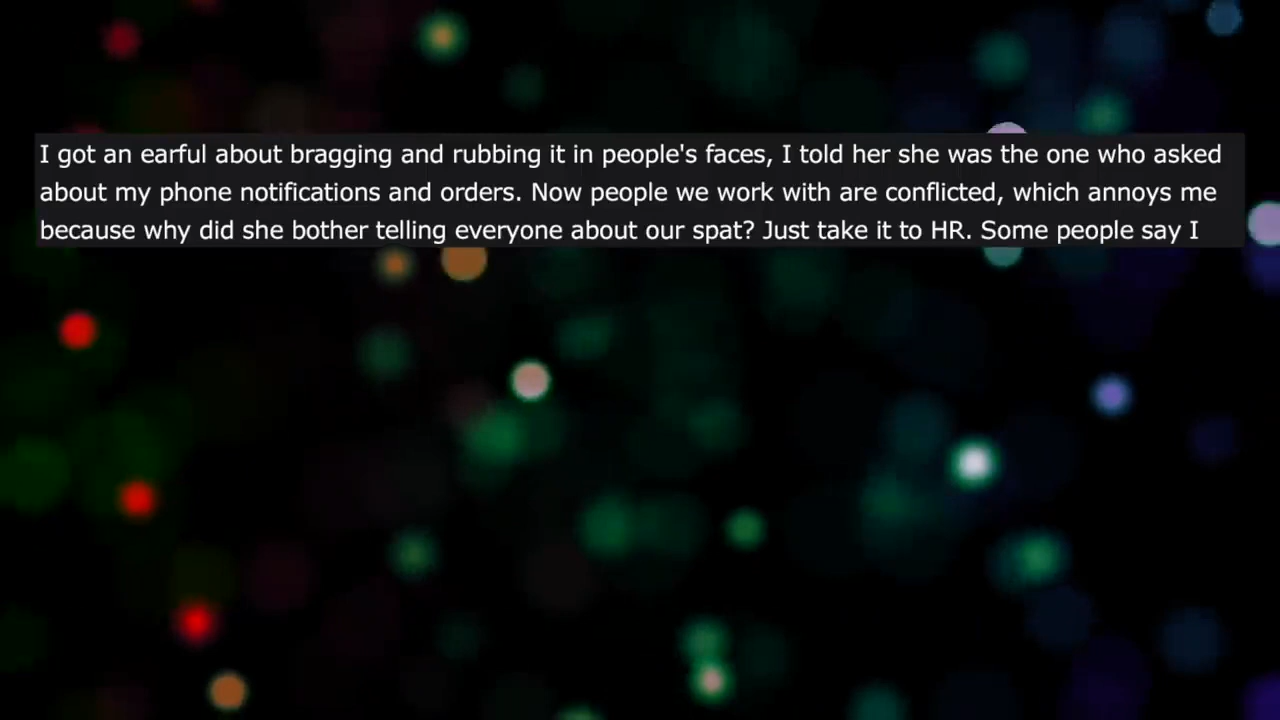 I got an earful about bragging and rubbing it in people's faces, I told her she was the one who asked
about my phone notifications and orders. Now people we work with are conflicted, which annoys me
because why did she bother telling everyone about our spat? Just take it to HR. Some people say I